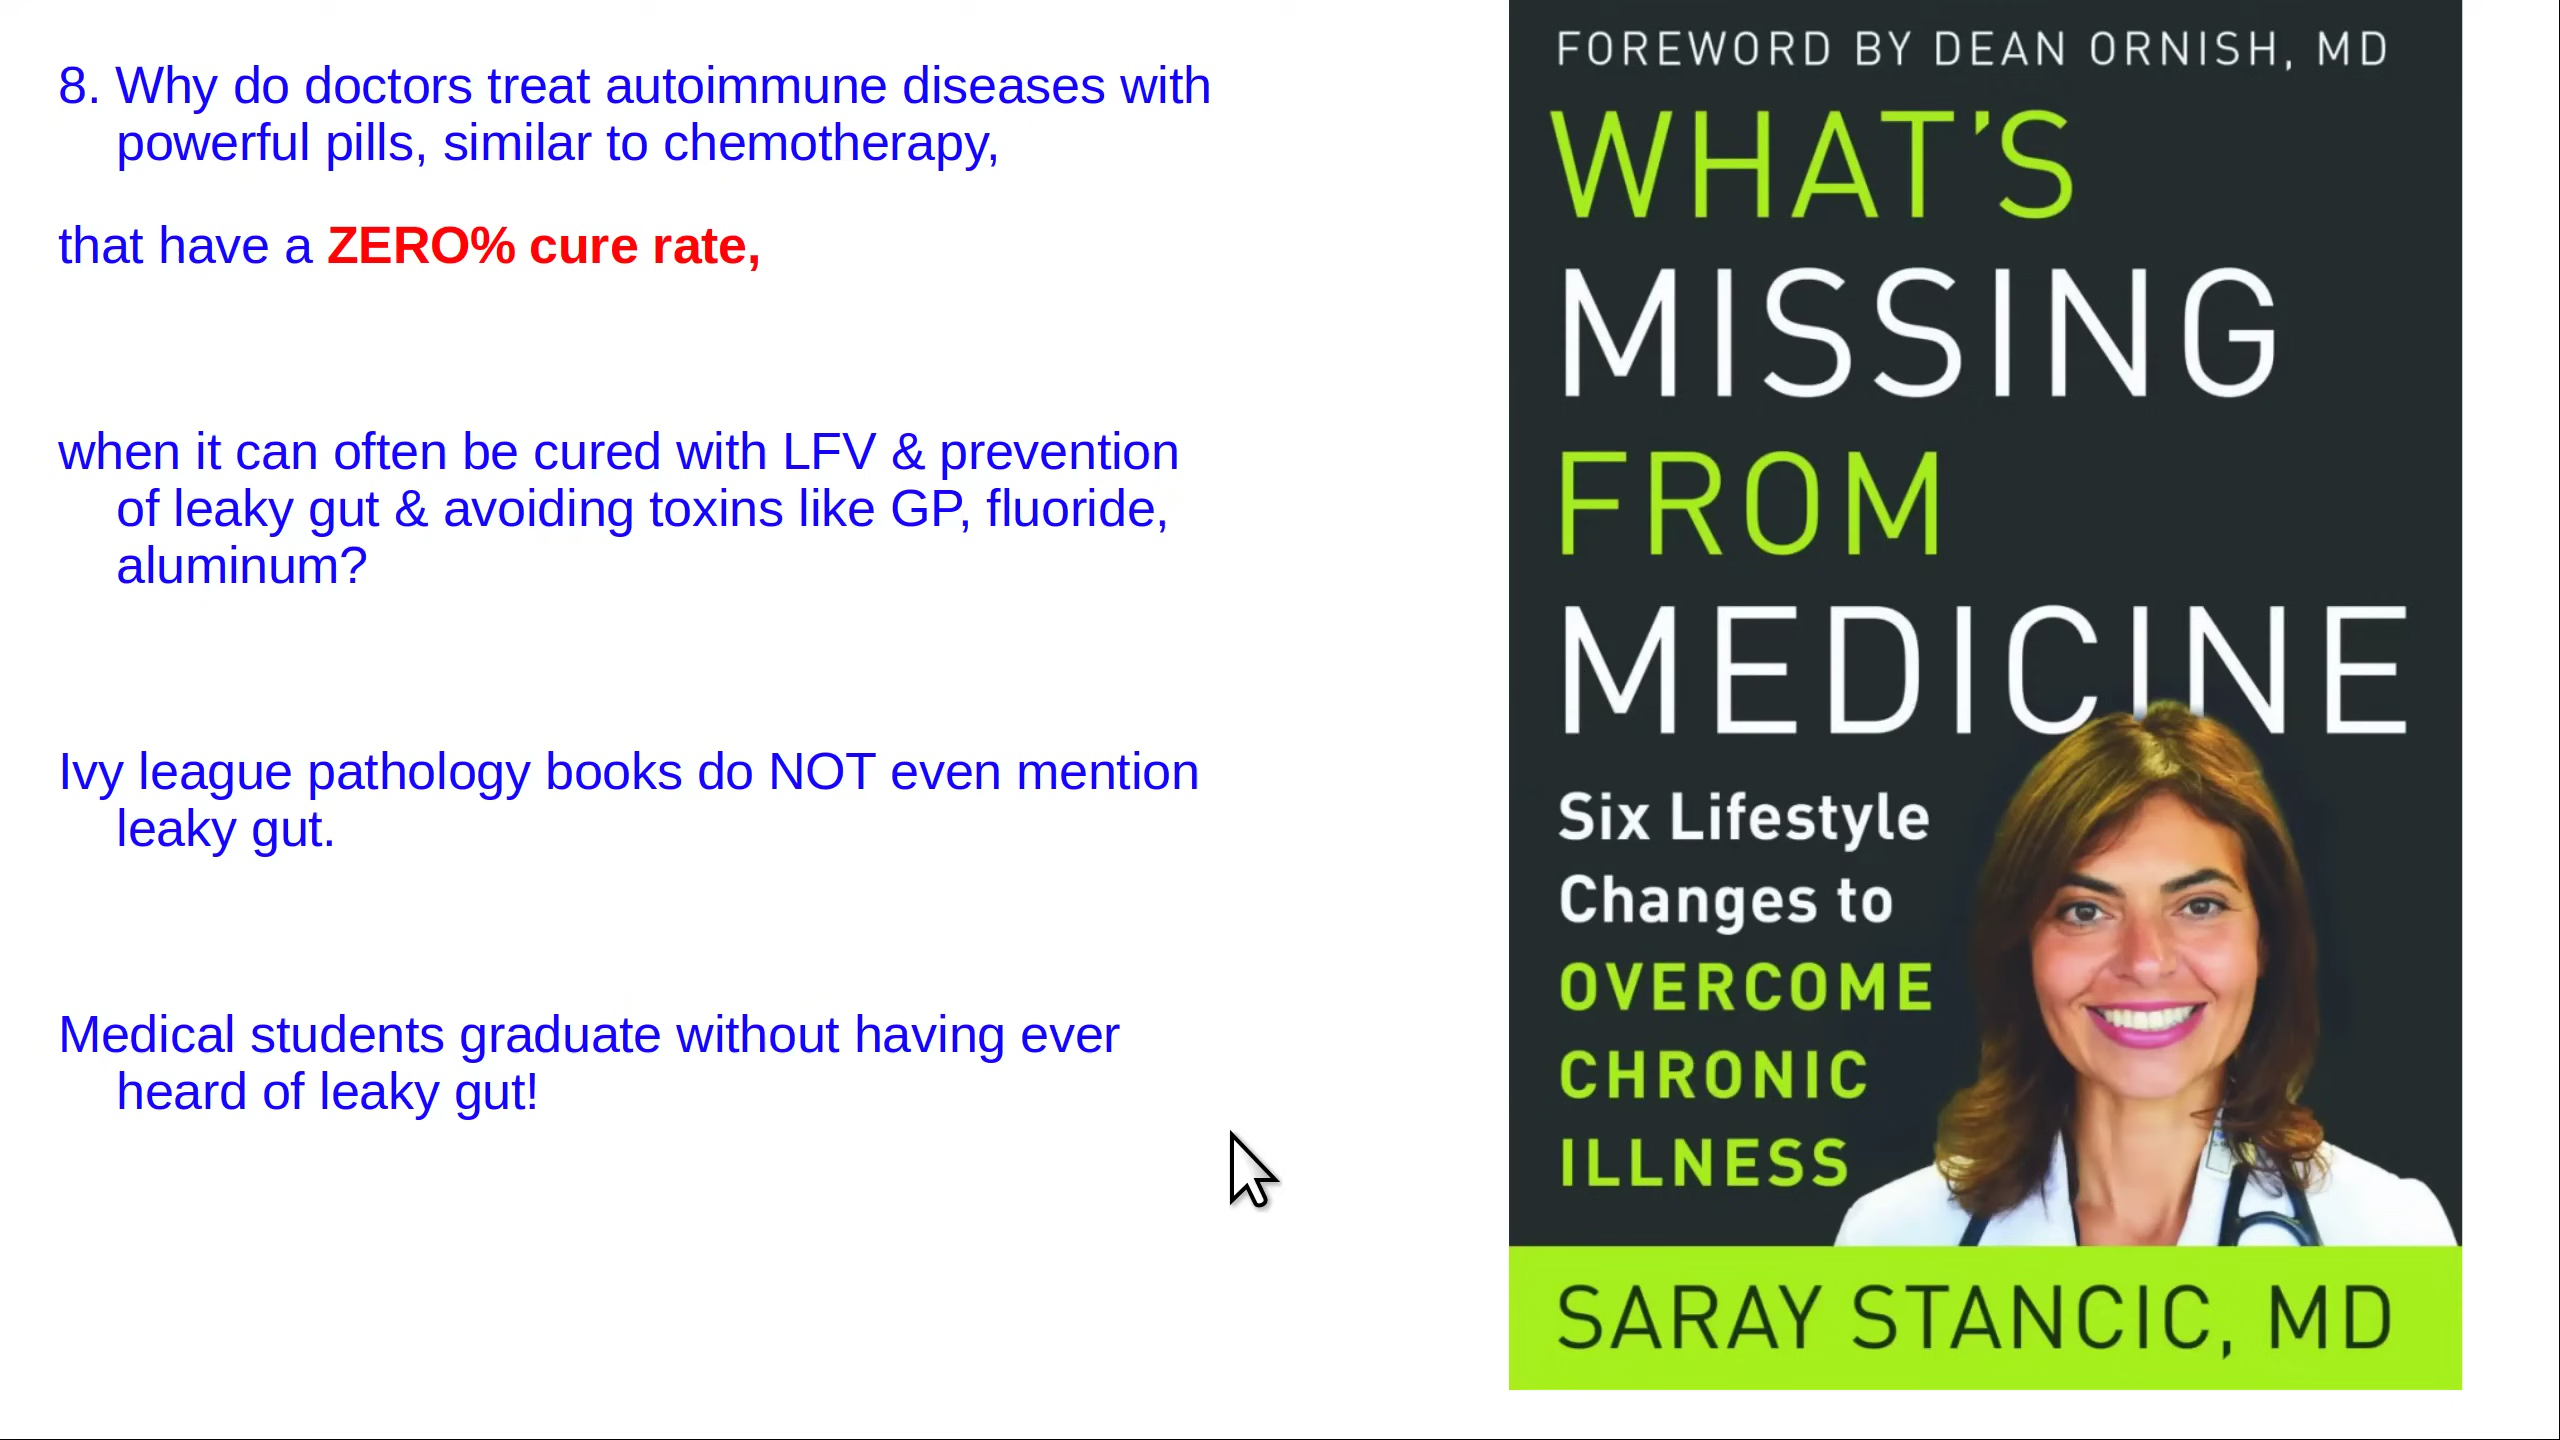 8. Why do doctors treat autoimmune diseases with
powerful pills, similar to chemotherapy,
that have a ZERO% cure rate,
when it can often be cured with LFV & prevention
of leaky gut & avoiding toxins like GP, fluoride,
aluminum?
Ivy league pathology books do NOT even mention
leaky gut.
Medical students graduate without having ever
heard of leaky gut!
FOREWORD BY DEAN ORNISH, MD
WHAT'S
MISSING
FROM
MEDICINE
Six Lifestyle
Changes to
OVERCOME
CHRONIC
ILLNESS
SARAY STANCIC, MD